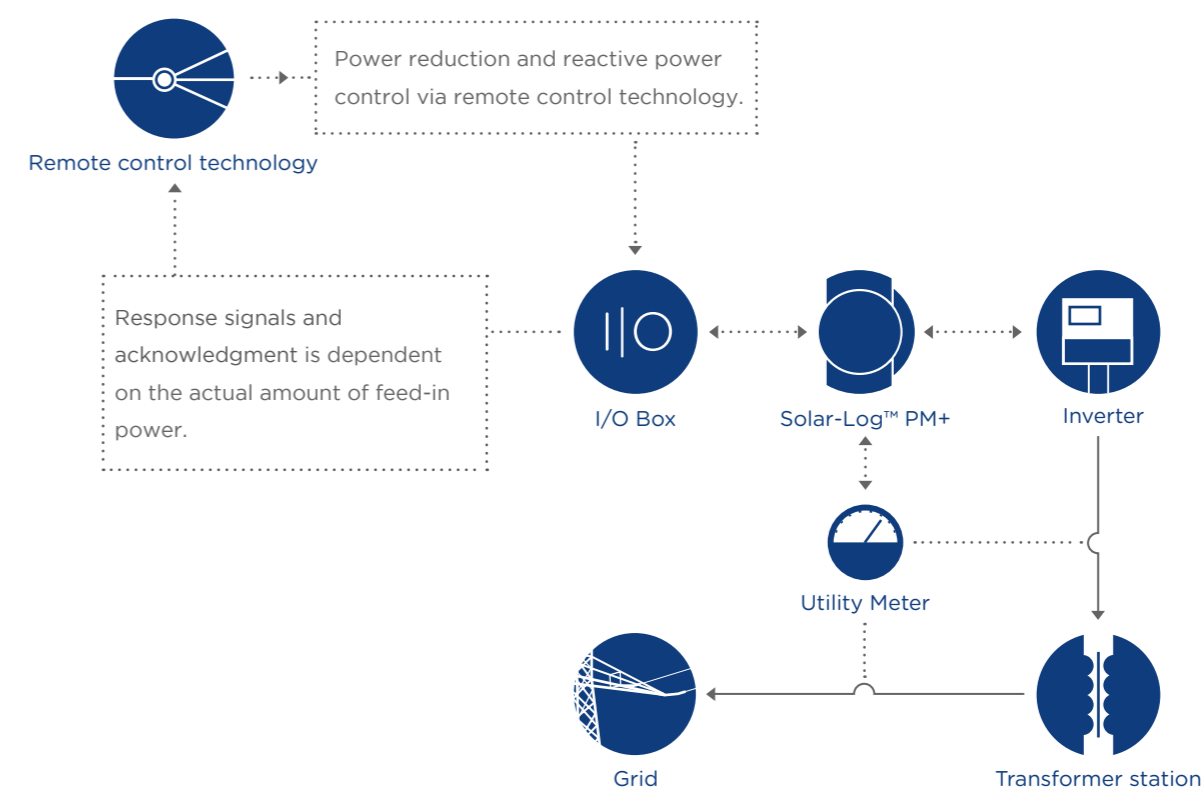 Power reduction and reactive power
control via remote control technology.
Remote control technology
Response signals and
acknowledgment is dependent
on the actual amount of feed-in
power.
I/O
I/O Box
Solar-Log™ PM+
Inverter
Utility Meter
Grid
Transformer station